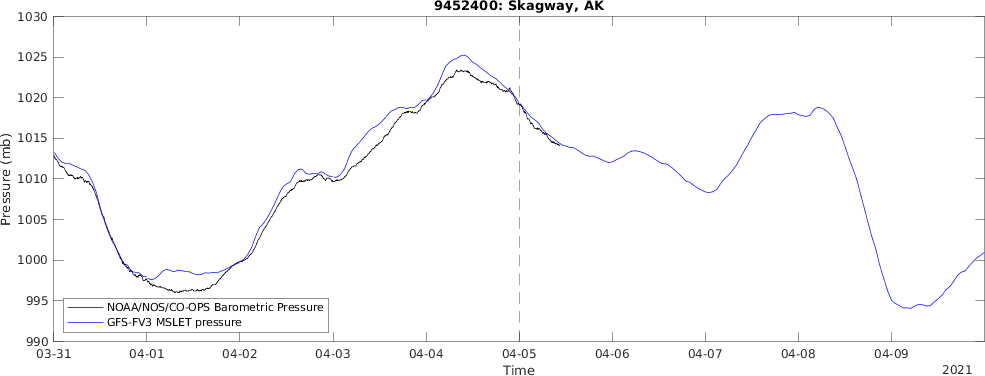 9452400: Skagway, AK
1030
1025
1020
1015
1010
1005
1000
995
990
Pressure (mb)
NOAA/NOS/CO-OPS Barometric Pressure
GFS-FV3 MSLET pressure
03-31 04-01 04-02 04-03 04-04 04-05 04-06 04-07 04-08 04-09
Time
2021